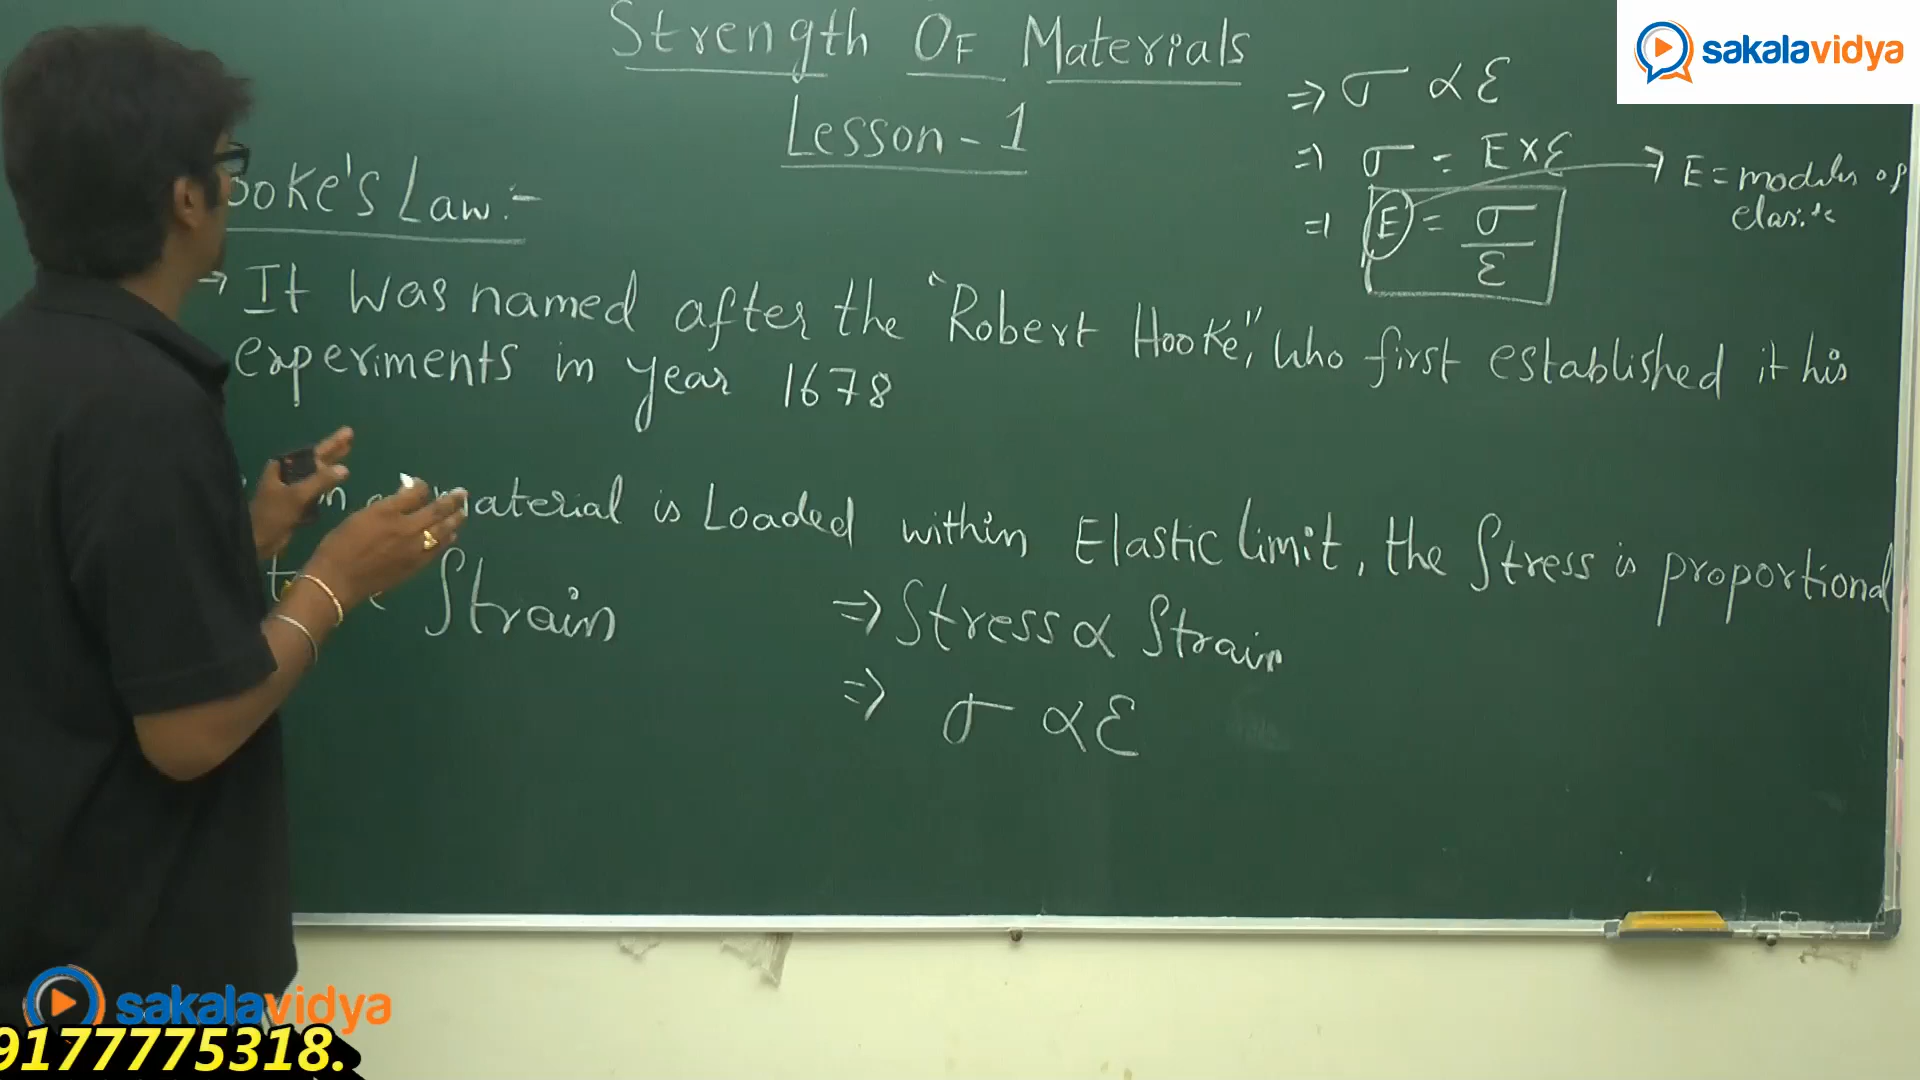 Strength Of Materials
Lesson - 1
ooke's Law :-
→ It was named after the "Robert Hooke", who first established it his
experiments in year 1678
material is Loaded within Elastic limit, the Stress is proportional
Strain
⇒ Stress ∝ Strain
⇒ σ ∝ ε
⇒ σ ∝ ε
⇒ σ = E × ε
⇒ E = σ / ε
→ E = modulus of
sakalavidya
sakalavidya
9177775318.